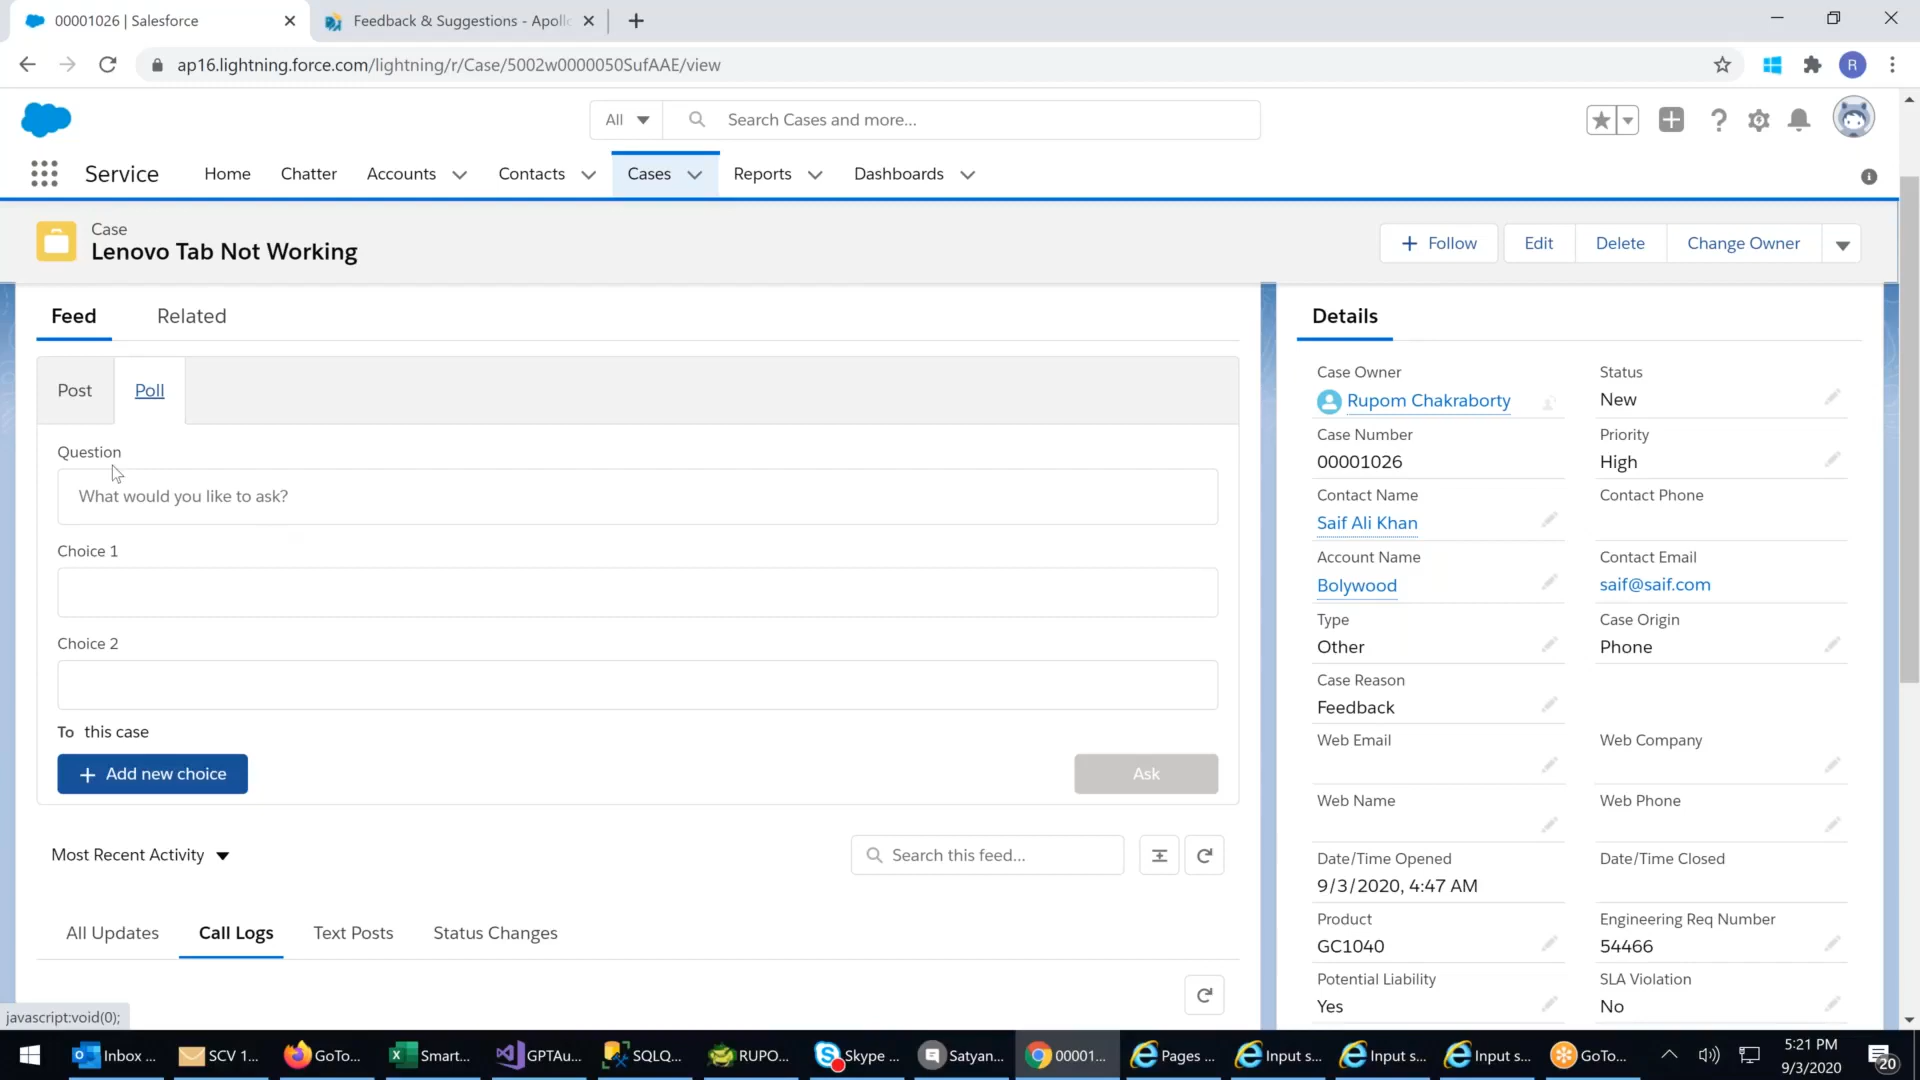 00001026 | Salesforce
Feedback & Suggestions - Apollo
ap16.lightning.force.com/lightning/r/Case/5002w0000050SufAAE/view
R
All
Search Cases and more...
Service
Home
Chatter
Accounts
Contacts
Cases
Reports
Dashboards
Case
Lenovo Tab Not Working
Follow
Edit
Delete
Change Owner
Feed
Related
Post
Poll
Question
What would you like to ask?
Choice 1
Choice 2
To this case
Add new choice
Ask
Most Recent Activity
Search this feed...
All Updates
Call Logs
Text Posts
Status Changes
Details
Case Owner
Rupom Chakraborty
Status
New
Case Number
00001026
Priority
High
Contact Name
Saif Ali Khan
Contact Phone
Account Name
Bolywood
Contact Email
saif@saif.com
Type
Other
Case Origin
Phone
Case Reason
Feedback
Web Email
Web Company
Web Name
Web Phone
Date/Time Opened
9/3/2020, 4:47 AM
Date/Time Closed
Product
GC1040
Engineering Req Number
54466
Potential Liability
Yes
SLA Violation
No
javascript:void(0);
Inbox ...
SCV 1...
GoTo...
Smart...
GPTAu...
SQLQ...
RUPO...
Skype ...
Satyan...
00001...
Pages ...
Input s...
Input s...
Input s...
GoTo...
5:21 PM
9/3/2020
20